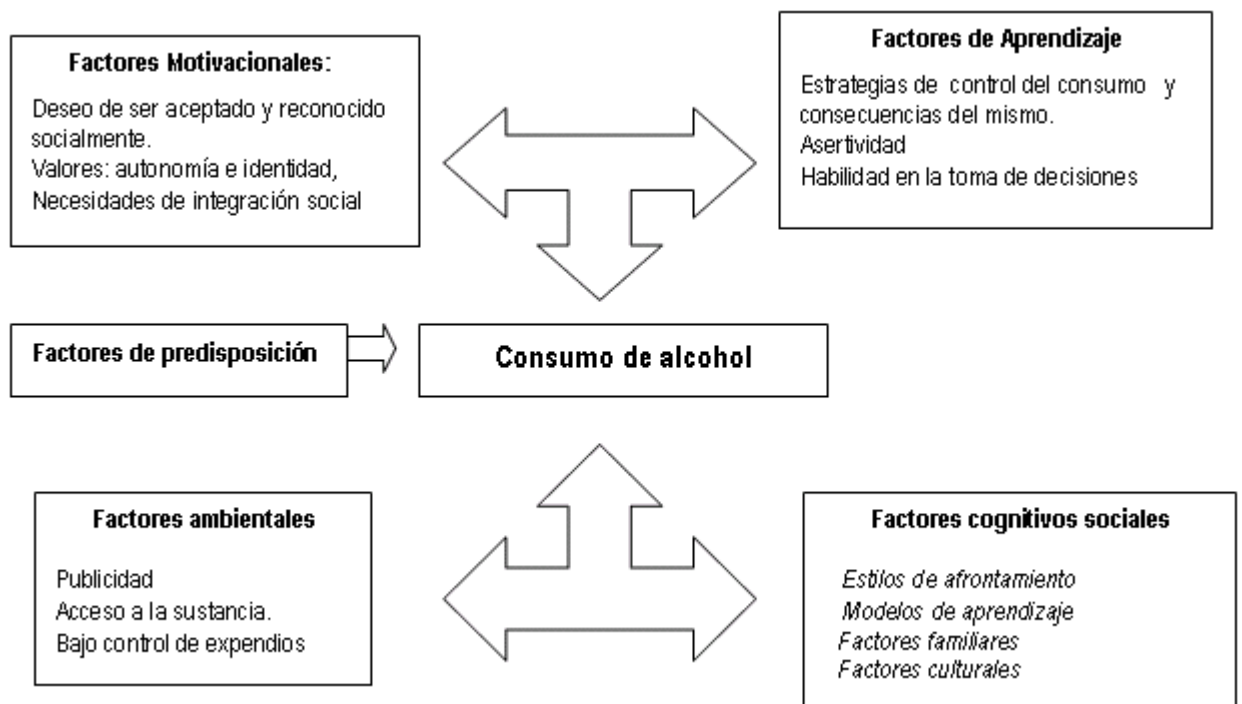 Factores Motivacionales:
Deseo de ser aceptado y reconocido
socialmente.
Valores: autonomía e identidad,
Necesidades de integración social
Factores de Aprendizaje
Estrategias de control del consumo y
consecuencias del mismo.
Asertividad
Habilidad en la toma de decisiones
Factores de predisposición
Consumo de alcohol
Factores ambientales
Publicidad
Acceso a la sustancia.
Bajo control de expendios
Factores cognitivos sociales
Estilos de afrontamiento
Modelos de aprendizaje
Factores familiares
Factores culturales